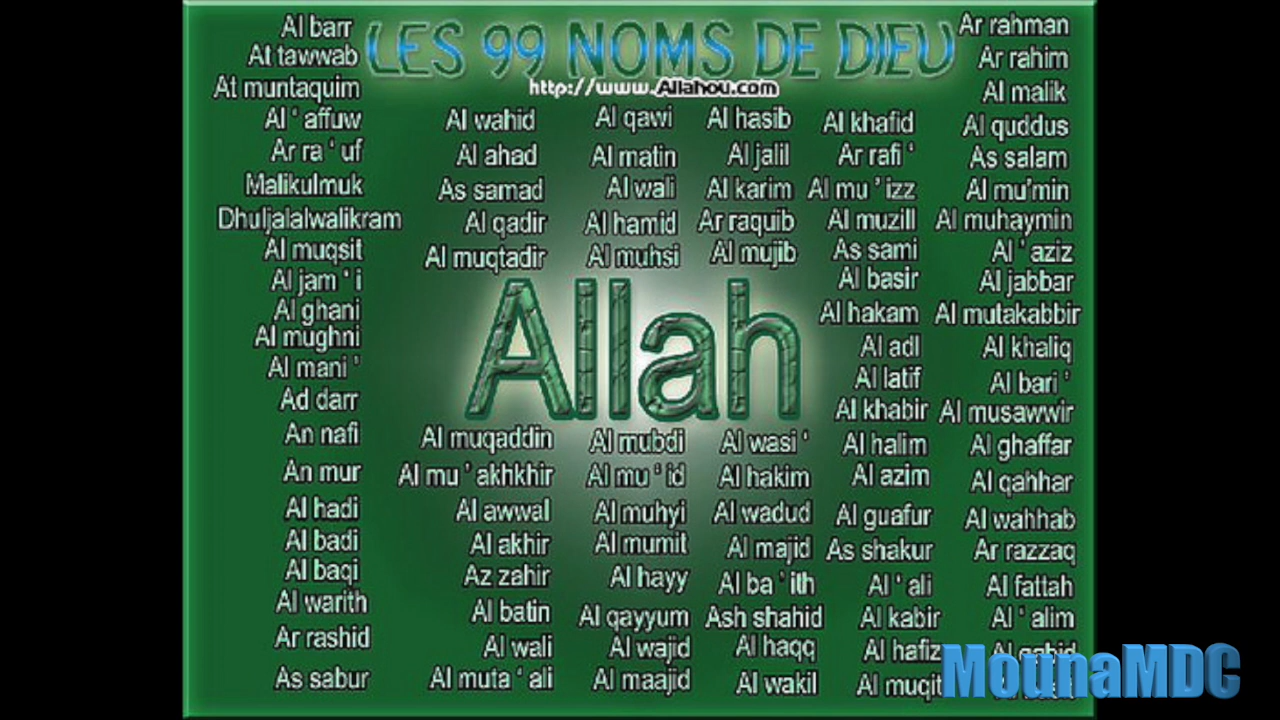 LES 99 NOMS DE DIEU
http://www.Allahou.com
Al barr
At tawwab
At muntaquim
Al ' affuw
Ar ra ' uf
Malikulmuk
Dhuljalalwalikram
Al muqsit
Al jam ' i
Al ghani
Al mughni
Al mani '
Ad darr
An nafi
An mur
Al hadi
Al badi
Al baqi
Al warith
Ar rashid
As sabur
Al wahid
Al ahad
As samad
Al qadir
Al muqtadir
Al qawi
Al matin
Al wali
Al hamid
Al muhsi
Al hasib
Al jalil
Al karim
Ar raquib
Al mujib
Allah
Al muqaddin
Al mu ' akhkhir
Al awwal
Al akhir
Az zahir
Al batin
Al wali
Al muta ' ali
Al mubdi
Al mu ' id
Al muhyi
Al mumit
Al hayy
Al qayyum
Al wajid
Al maajid
Al wasi '
Al hakim
Al wadud
Al majid
Al ba ' ith
Ash shahid
Al haqq
Al wakil
Al khafid
Ar rafi '
Al mu ' izz
Al muzill
As sami
Al basir
Al hakam
Al adl
Al latif
Al khabir
Al halim
Al azim
Al guafur
As shakur
Al ' ali
Al kabir
Al hafiz
Al muqit
Ar rahman
Ar rahim
Al malik
Al quddus
As salam
Al mu'min
Al muhaymin
Al ' aziz
Al jabbar
Al mutakabbir
Al khaliq
Al bari '
Al musawwir
Al ghaffar
Al qahhar
Al wahhab
Ar razzaq
Al fattah
Al ' alim
MounaMDC